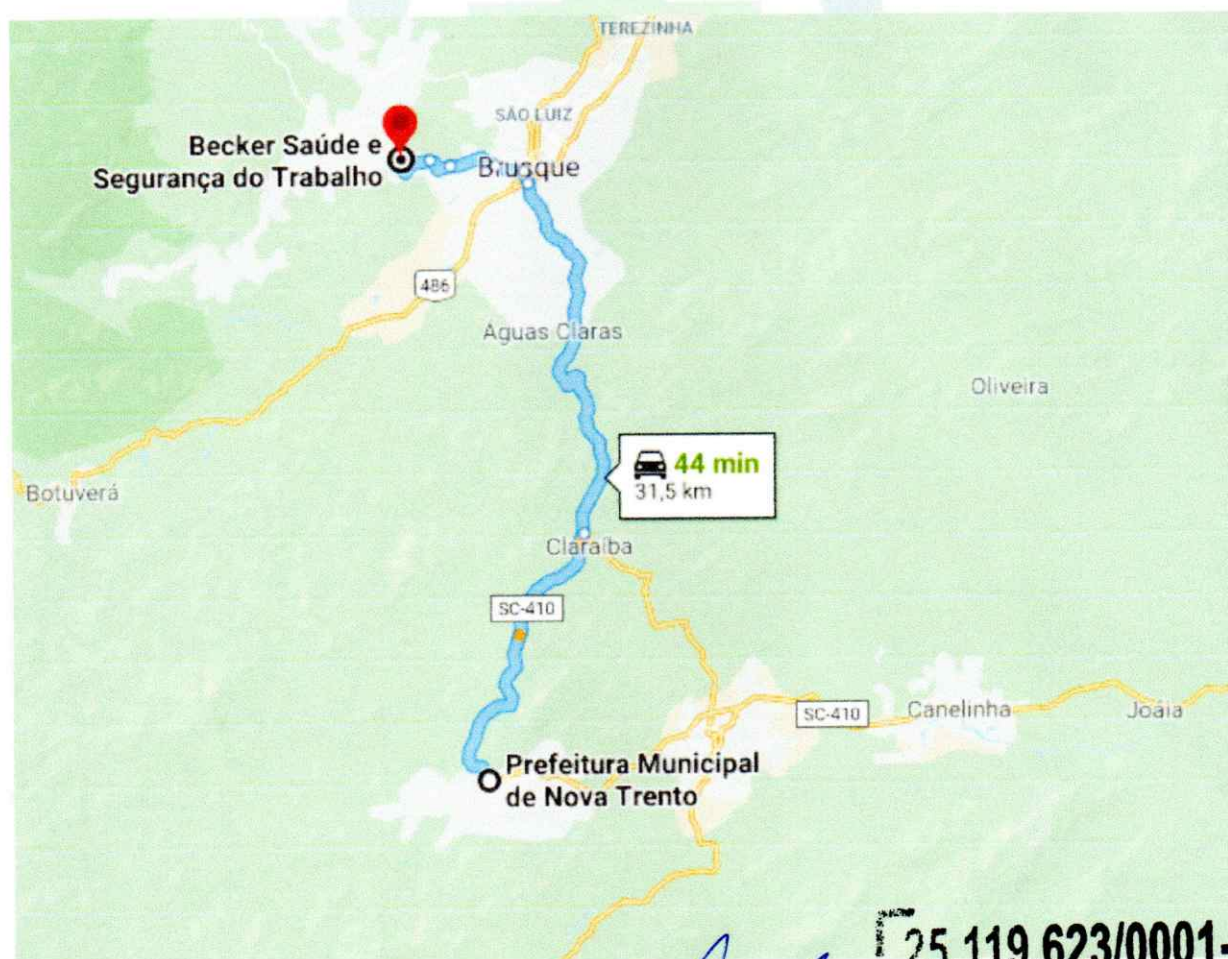 TEREZINHA
SÃO LUIZ
Becker Saúde e
Segurança do Trabalho
Brusque
486
Aguas Claras
Oliveira
44 min
31,5 km
Botuverá
Claraíba
SC-410
SC-410
Canelinha
Joáia
Prefeitura Municipal
de Nova Trento
25.119.623/0001-